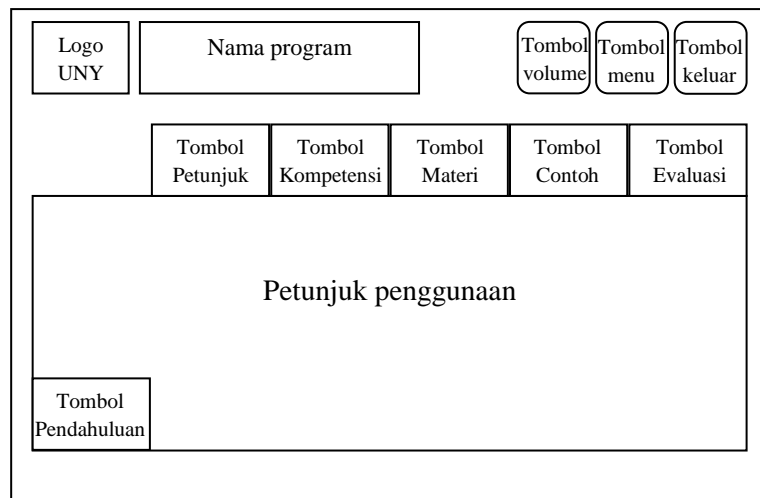 Logo
UNY
Nama program
Tombol
volume
Tombol
menu
Tombol
keluar
Tombol
Petunjuk
Tombol
Kompetensi
Tombol
Materi
Tombol
Contoh
Tombol
Evaluasi
Petunjuk penggunaan
Tombol
Pendahuluan